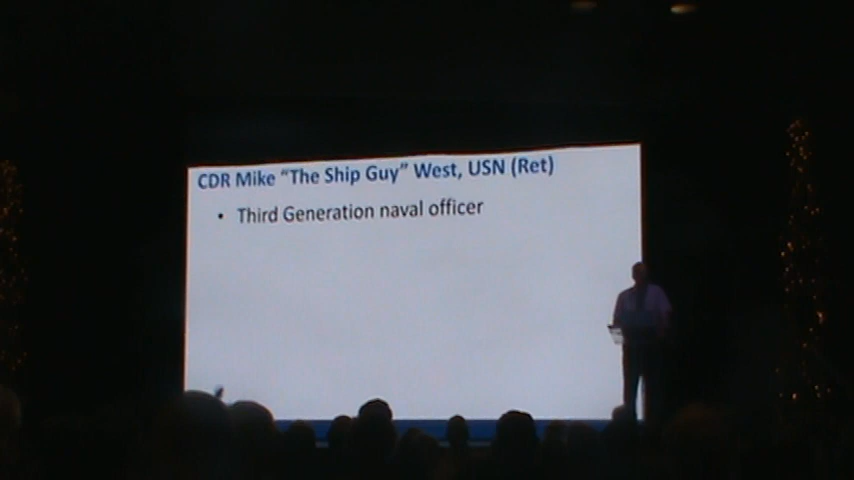 CDR Mike “The Ship Guy” West, USN (Ret)
• Third Generation naval officer